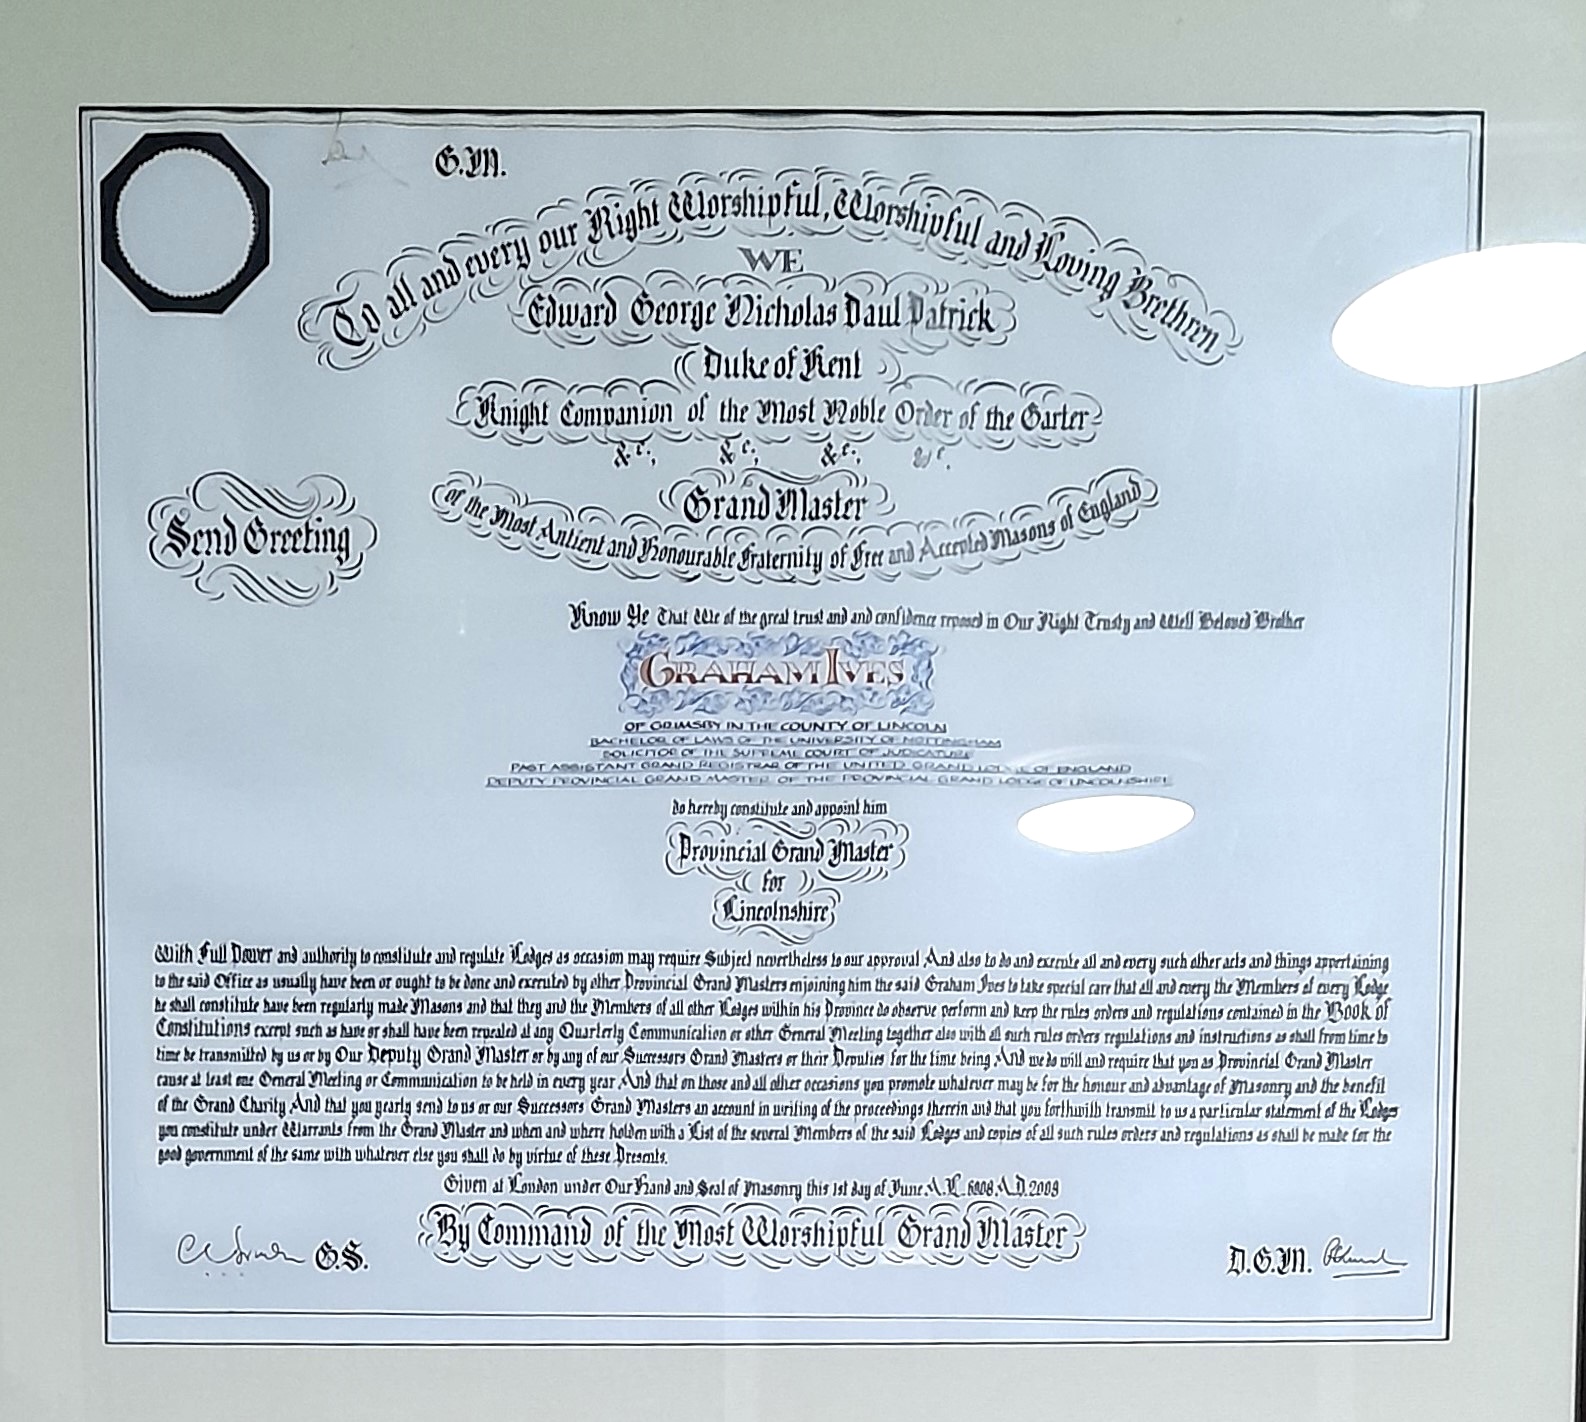 G.M.
To all and every our Right Worshipful, Worshipful and Loving Brethren
WE
Edward George Nicholas Paul Patrick
Duke of Kent
Knight Companion of the Most Noble Order of the Garter
&c., &c., &c., &c.
Grand Master
of the Most Antient and Honourable Fraternity of Free and Accepted Masons of England
Send Greeting
Know Ye That We of the great trust and and confidence reposed in Our Right Trusty and Well Beloved Brother
GRAHAM IVES
OF GRIMSBY IN THE COUNTY OF LINCOLN
BACHELOR OF LAWS OF THE UNIVERSITY OF NOTTINGHAM
SOLICITOR OF THE SUPREME COURT OF JUDICATURE
PAST ASSISTANT GRAND REGISTRAR OF THE UNITED GRAND LODGE OF ENGLAND
DEPUTY PROVINCIAL GRAND MASTER OF THE PROVINCIAL GRAND LODGE OF LINCOLNSHIRE
do hereby constitute and appoint him
Provincial Grand Master
for
Lincolnshire
With Full Power and authority to constitute and regulate Lodges as occasion may require Subject nevertheless to our approval And also to do and execute all and every such other acts and things appertaining
to the said Office as usually have been or ought to be done and executed by other Provincial Grand Masters enjoining him the said Graham Ives to take special care that all and every the Members of every Lodge
he shall constitute have been regularly made Masons and that they and the Members of all other Lodges within his Province do observe perform and keep the rules orders and regulations contained in the Book of
Constitutions except such as have or shall have been repealed at any Quarterly Communication or other General Meeting together also with all such rules orders regulations and instructions as shall from time to
time be transmitted by us or by Our Deputy Grand Master or by any of our Successors Grand Masters or their Deputies for the time being And we do will and require that you as Provincial Grand Master
cause at least one General Meeting or Communication to be held in every year And that on those and all other occasions you promote whatever may be for the honour and advantage of Masonry and the benefit
of the Grand Charity And that you yearly send to us or our Successors Grand Masters an account in writing of the proceedings therein and that you forthwith transmit to us a particular statement of the Lodges
you constitute under Warrants from the Grand Master and when and where holden with a List of the several Members of the said Lodges and copies of all such rules orders and regulations as shall be made for the
good government of the same with whatever else you shall do by virtue of these Presents.
Given at London under Our Hand and Seal of Masonry this 1st day of June A.L. 6008 A.D. 2008
By Command of the Most Worshipful Grand Master
G.S.
D.G.M.